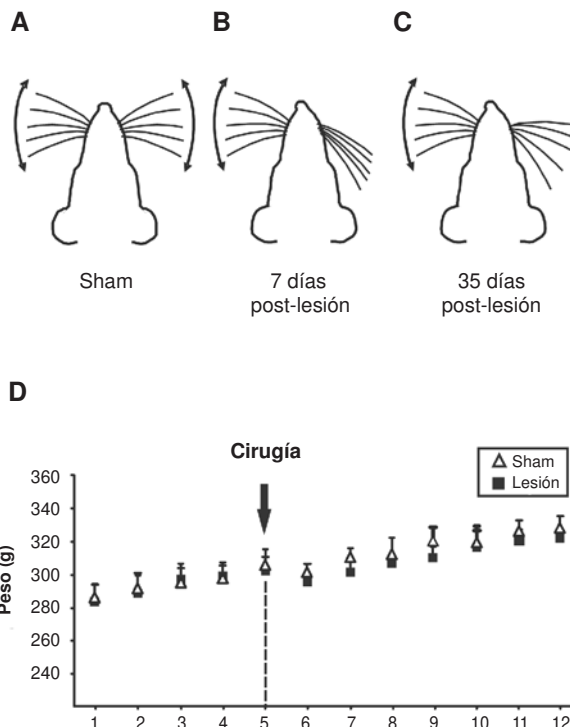 A
B
C
Sham
7 días
post-lesión
35 días
post-lesión
D
Cirugía
Sham
Lesión
Peso (g)
360
340
320
300
280
260
240
1 2 3 4 5 6 7 8 9 10 11 12